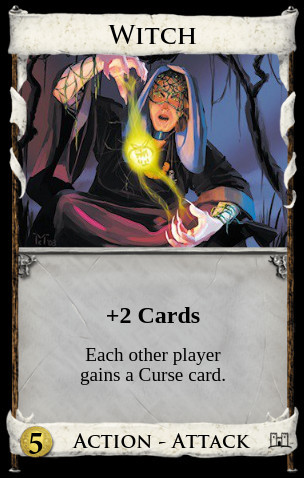 WITCH
+2 Cards
Each other player
gains a Curse card.
5 ACTION - ATTACK